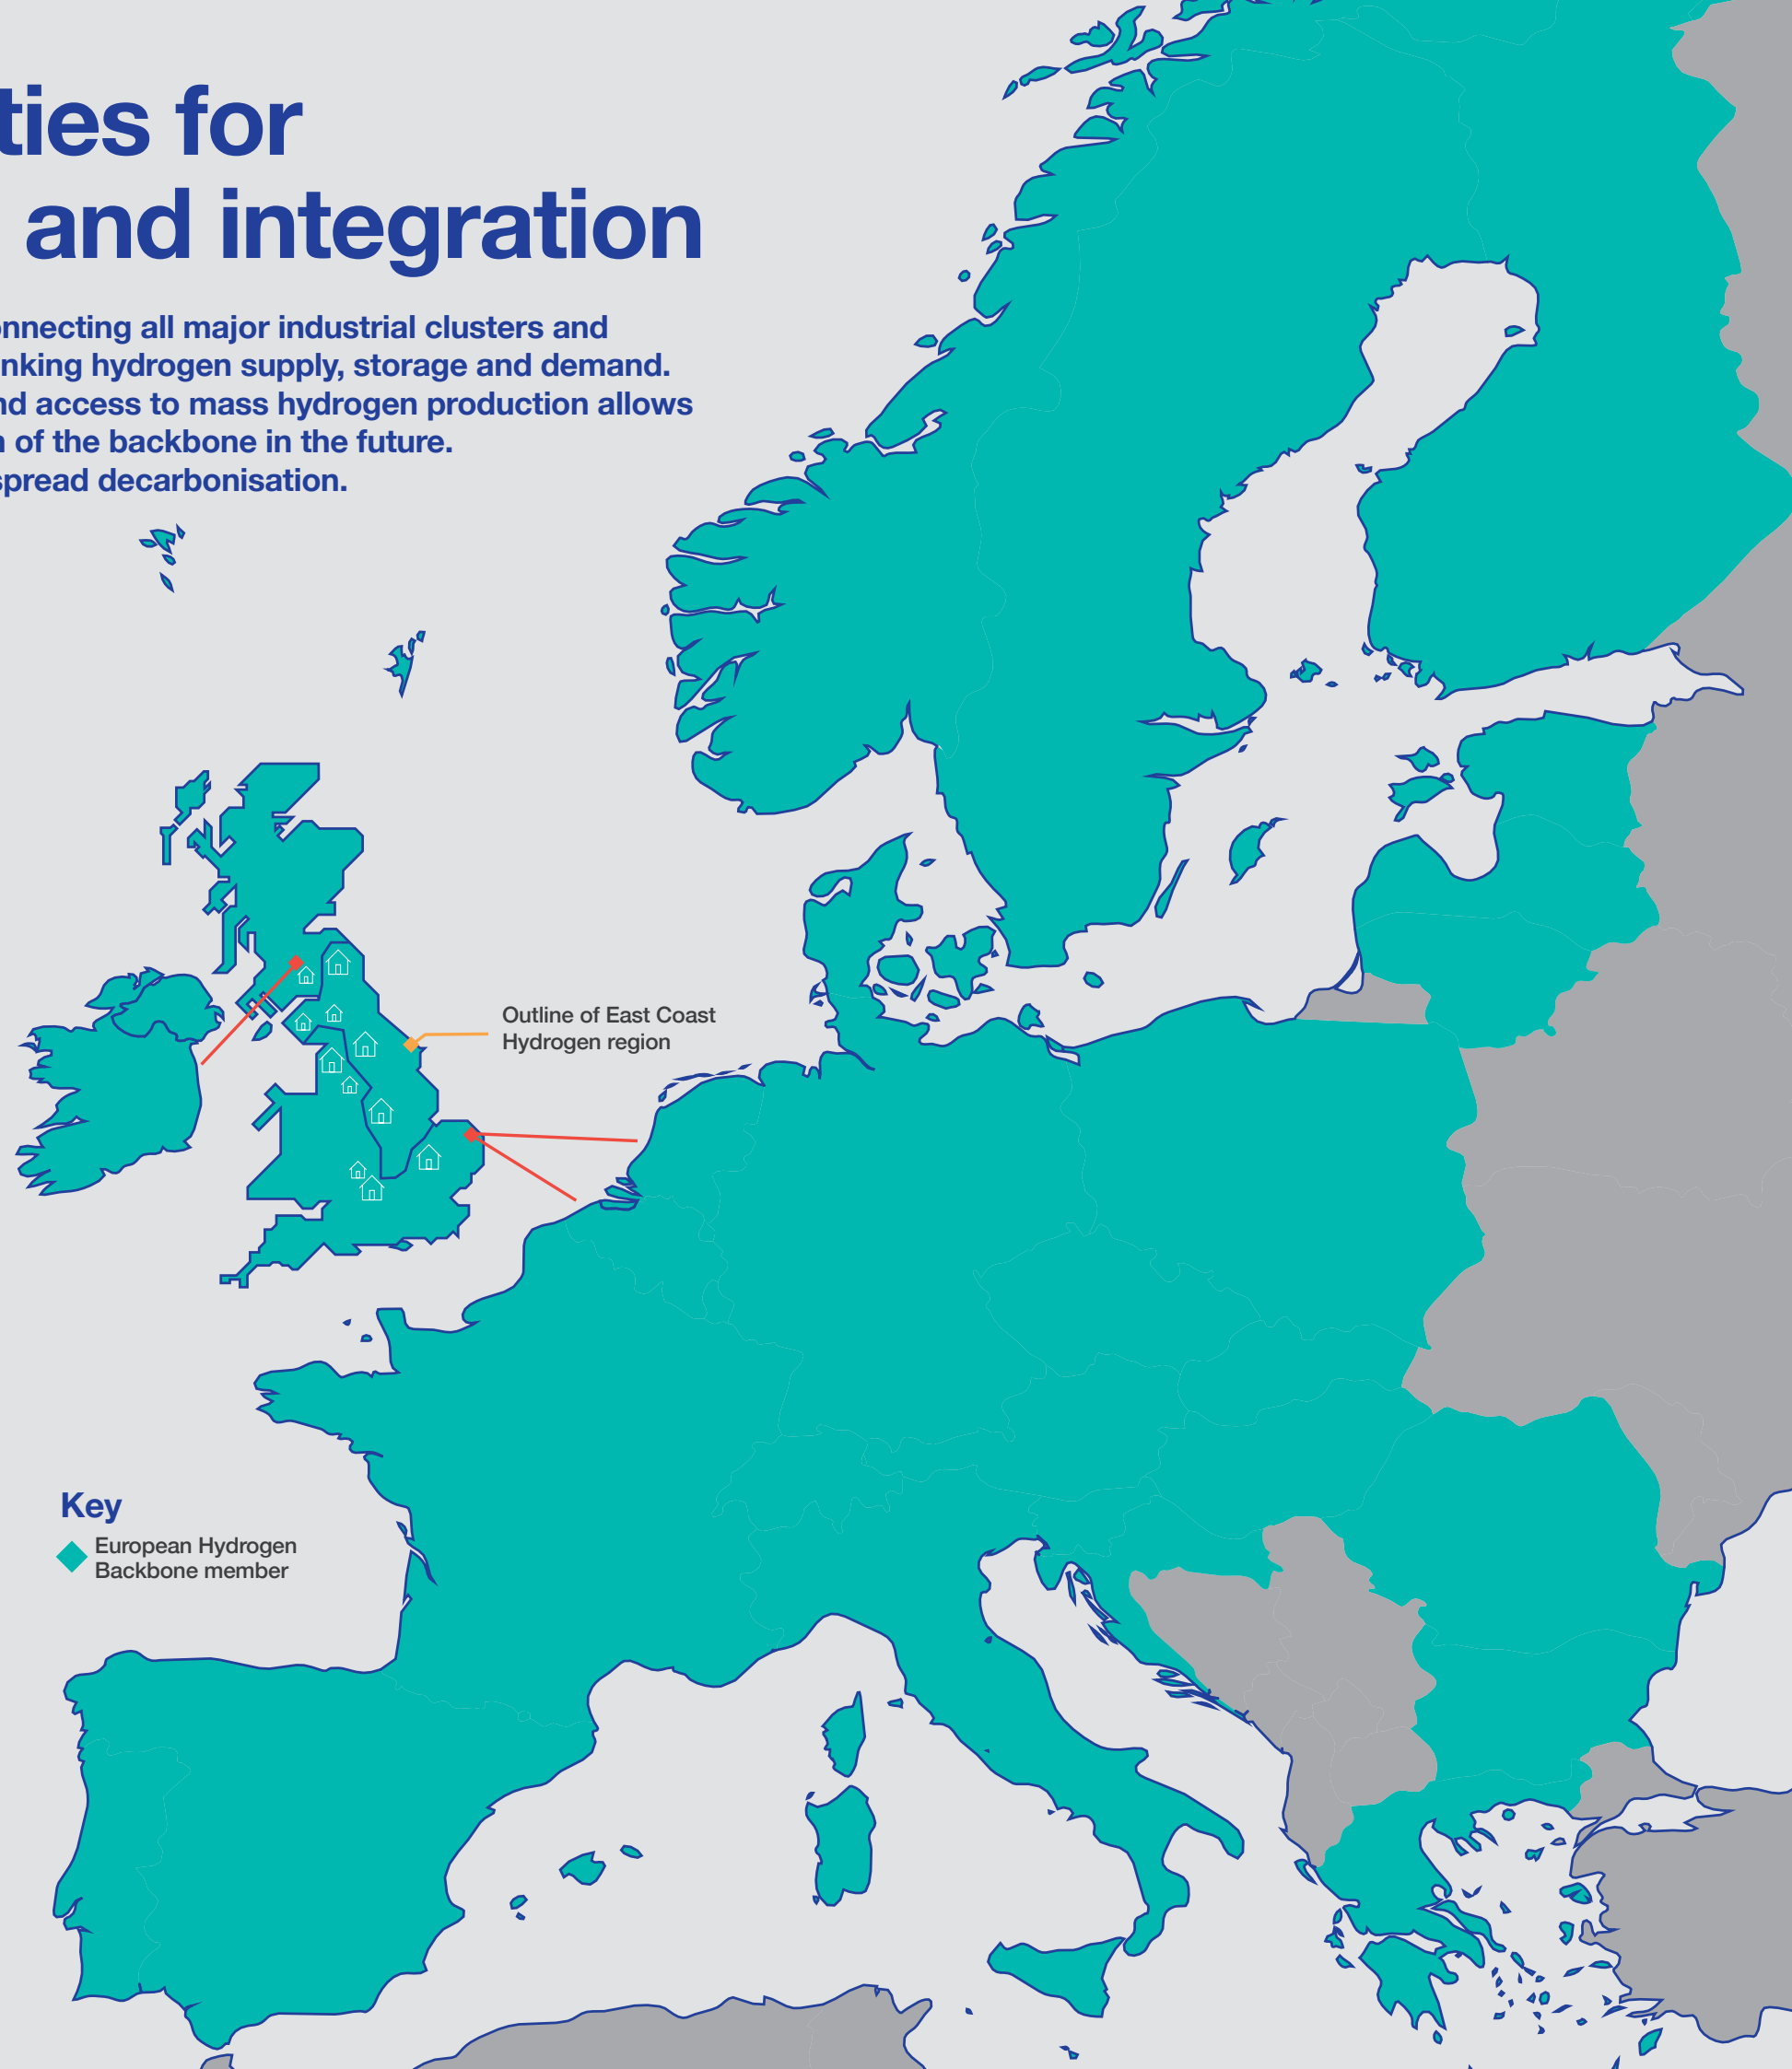 ties for
and integration
onnecting all major industrial clusters and
nking hydrogen supply, storage and demand.
nd access to mass hydrogen production allows
n of the backbone in the future.
spread decarbonisation.
Outline of East Coast
Hydrogen region
Key
European Hydrogen
Backbone member